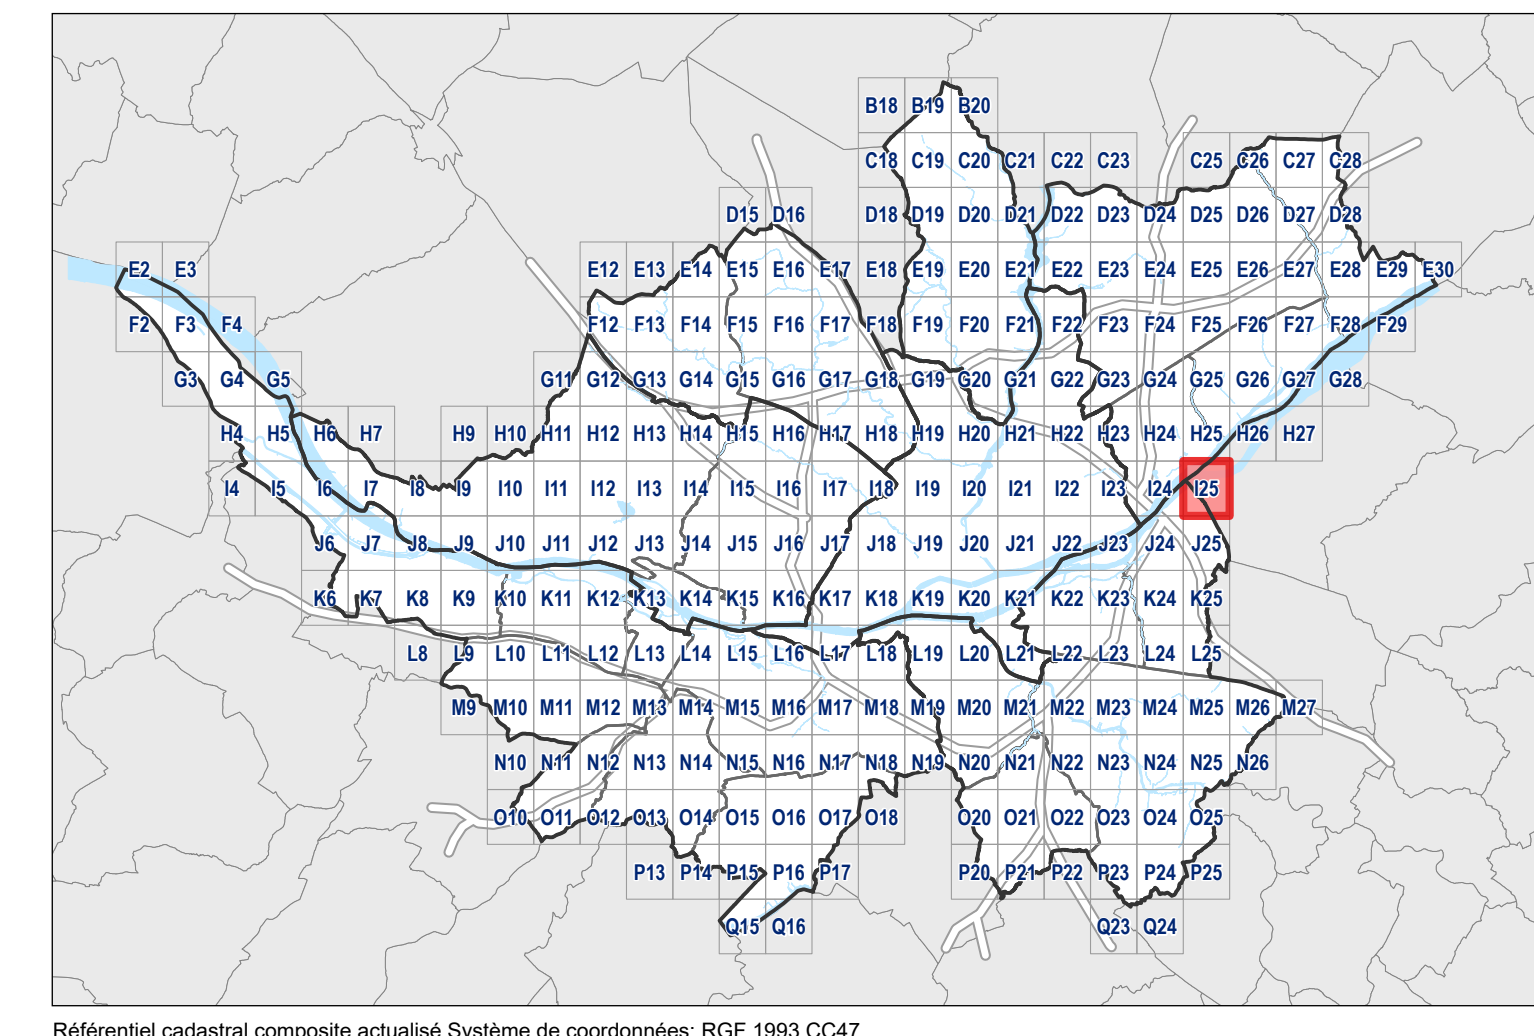 B18 B19 B20
C18 C19 C20 C21 C22 C23 C25 C26 C27 C28
D15 D16 D18 D19 D20 D21 D22 D23 D24 D25 D26 D27 D28
E2 E3 E12 E13 E14 E15 E16 E17 E18 E19 E20 E21 E22 E23 E24 E25 E26 E27 E28 E29 E30
F2 F3 F4 F12 F13 F14 F15 F16 F17 F18 F19 F20 F21 F22 F23 F24 F25 F26 F27 F28 F29
G3 G4 G5 G11 G12 G13 G14 G15 G16 G17 G18 G19 G20 G21 G22 G23 G24 G25 G26 G27 G28
H4 H5 H6 H7 H9 H10 H11 H12 H13 H14 H15 H16 H17 H18 H19 H20 H21 H22 H23 H24 H25 H26 H27
I4 I5 I6 I7 I8 I9 I10 I11 I12 I13 I14 I15 I16 I17 I18 I19 I20 I21 I22 I23 I24 I25
J6 J7 J8 J9 J10 J11 J12 J13 J14 J15 J16 J17 J18 J19 J20 J21 J22 J23 J24 J25
K6 K7 K8 K9 K10 K11 K12 K13 K14 K15 K16 K17 K18 K19 K20 K21 K22 K23 K24 K25
L8 L9 L10 L11 L12 L13 L14 L15 L16 L17 L18 L19 L20 L21 L22 L23 L24 L25
M9 M10 M11 M12 M13 M14 M15 M16 M17 M18 M19 M20 M21 M22 M23 M24 M25 M26 M27
N10 N11 N12 N13 N14 N15 N16 N17 N18 N19 N20 N21 N22 N23 N24 N25 N26
O10 O11 O12 O13 O14 O15 O16 O17 O18 O20 O21 O22 O23 O24 O25
P13 P14 P15 P16 P17 P20 P21 P22 P23 P24 P25
Q15 Q16 Q23 Q24
Référentiel cadastral composite actualisé Système de coordonnées: RGF 1993 CC47